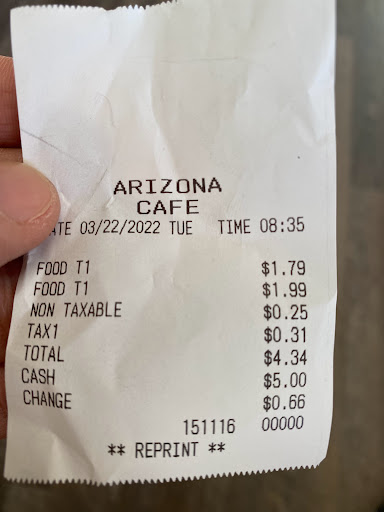 ARIZONA
CAFE
ATE 03/22/2022 TUE TIME 08:35
FOOD T1 $1.79
FOOD T1 $1.99
NON TAXABLE $0.25
TAX1 $0.31
TOTAL $4.34
CASH $5.00
CHANGE $0.66
151116 00000
** REPRINT **